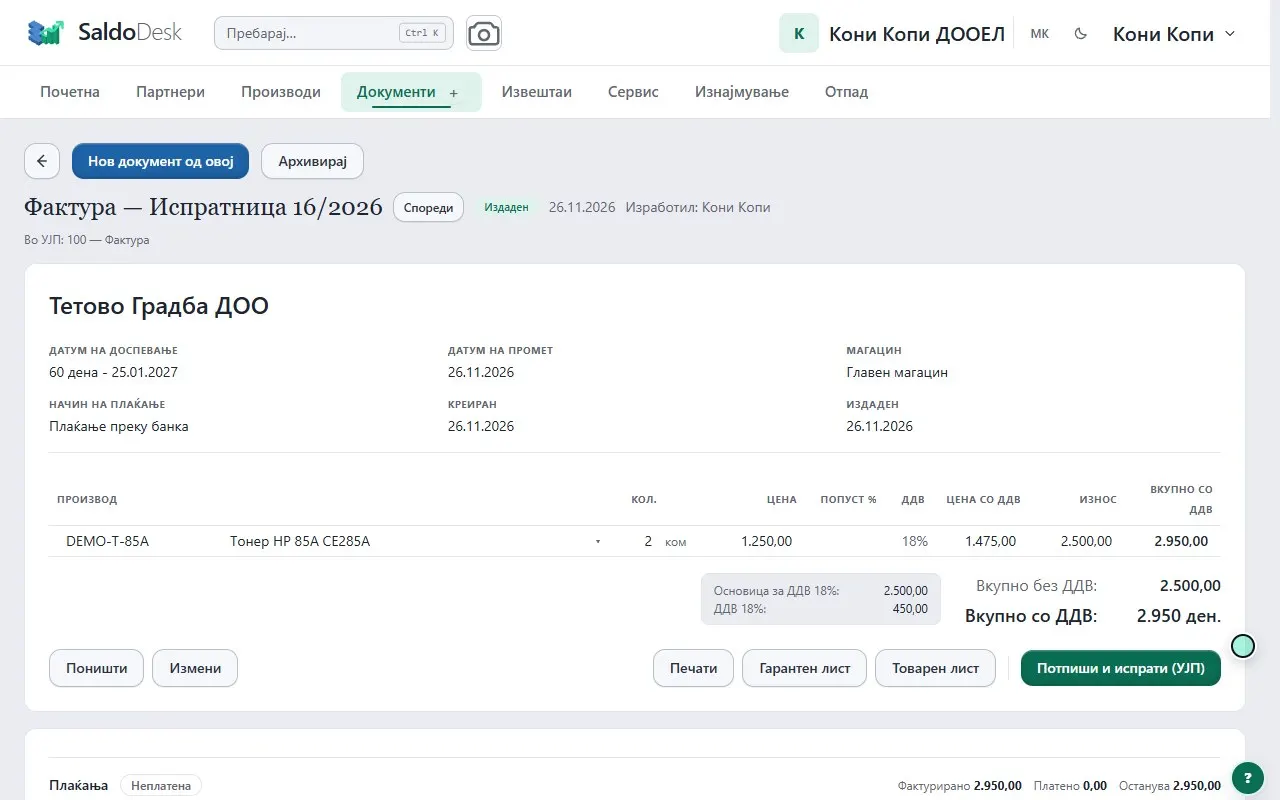 SaldoDesk
Пребарај... Ctrl K
К Кони Копи ДООЕЛ МК Кони Копи
Почетна Партнери Производи Документи + Извештаи Сервис Изнајмување Отпад
Нов документ од овој Архивирај
Фактура — Испратница 16/2026 Спореди Издаден 26.11.2026 Изработил: Кони Копи
Во УЈП: 100 — Фактура
Тетово Градба ДОО
ДАТУМ НА ДОСПЕВАЊЕ ДАТУМ НА ПРОМЕТ МАГАЦИН
60 дена - 25.01.2027 26.11.2026 Главен магацин
НАЧИН НА ПЛАЌАЊЕ КРЕИРАН ИЗДАДЕН
Плаќање преку банка 26.11.2026 26.11.2026
ПРОИЗВОД КОЛ. ЦЕНА ПОПУСТ % ДДВ ЦЕНА СО ДДВ ИЗНОС ВКУПНО СО ДДВ
DEMO-T-85A Тонер HP 85A CE285A 2 ком 1.250,00 18% 1.475,00 2.500,00 2.950,00
Основица за ДДВ 18%: 2.500,00
ДДВ 18%: 450,00
Вкупно без ДДВ: 2.500,00
Вкупно со ДДВ: 2.950 ден.
Поништи Измени Печати Гарантен лист Товарен лист Потпиши и испрати (УЈП)
Плаќања Неплатена Фактурирано 2.950,00 Платено 0,00 Останува 2.950,00
?